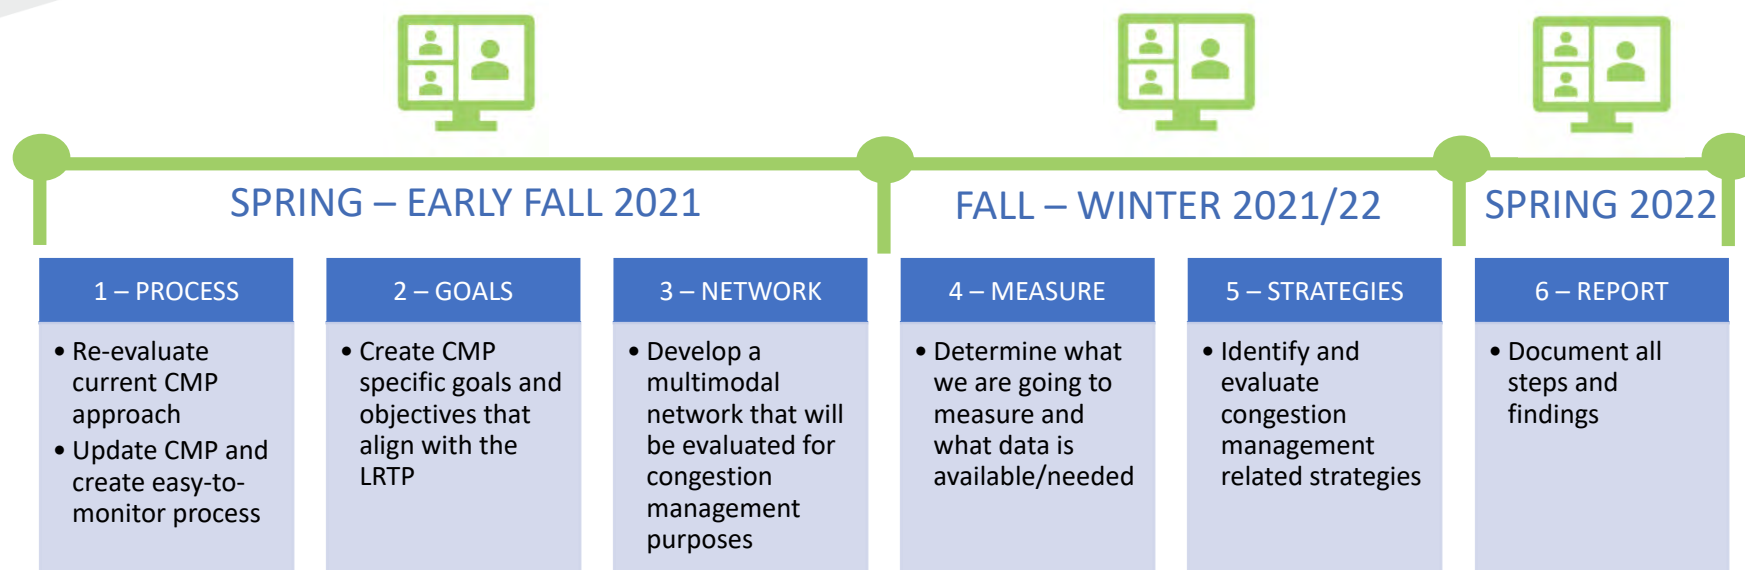 SPRING – EARLY FALL 2021
FALL – WINTER 2021/22
SPRING 2022
1 – PROCESS
• Re-evaluate
current CMP
approach
• Update CMP and
create easy-to-
monitor process
2 – GOALS
• Create CMP
specific goals and
objectives that
align with the
LRTP
3 – NETWORK
• Develop a
multimodal
network that will
be evaluated for
congestion
management
purposes
4 – MEASURE
• Determine what
we are going to
measure and
what data is
available/needed
5 – STRATEGIES
• Identify and
evaluate
congestion
management
related strategies
6 – REPORT
• Document all
steps and
findings